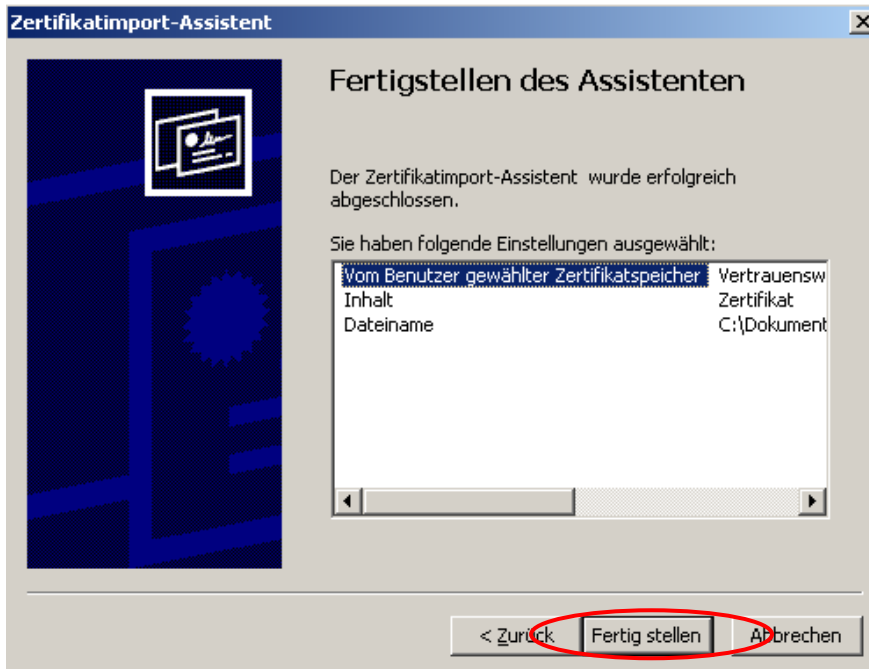 Zertifikatimport-Assistent
Fertigstellen des Assistenten
Der Zertifikatimport-Assistent wurde erfolgreich
abgeschlossen.
Sie haben folgende Einstellungen ausgewählt:
Vom Benutzer gewählter Zertifikatspeicher Vertrauensw
Inhalt Zertifikat
Dateiname C:\Dokument
< Zurück Fertig stellen Abbrechen